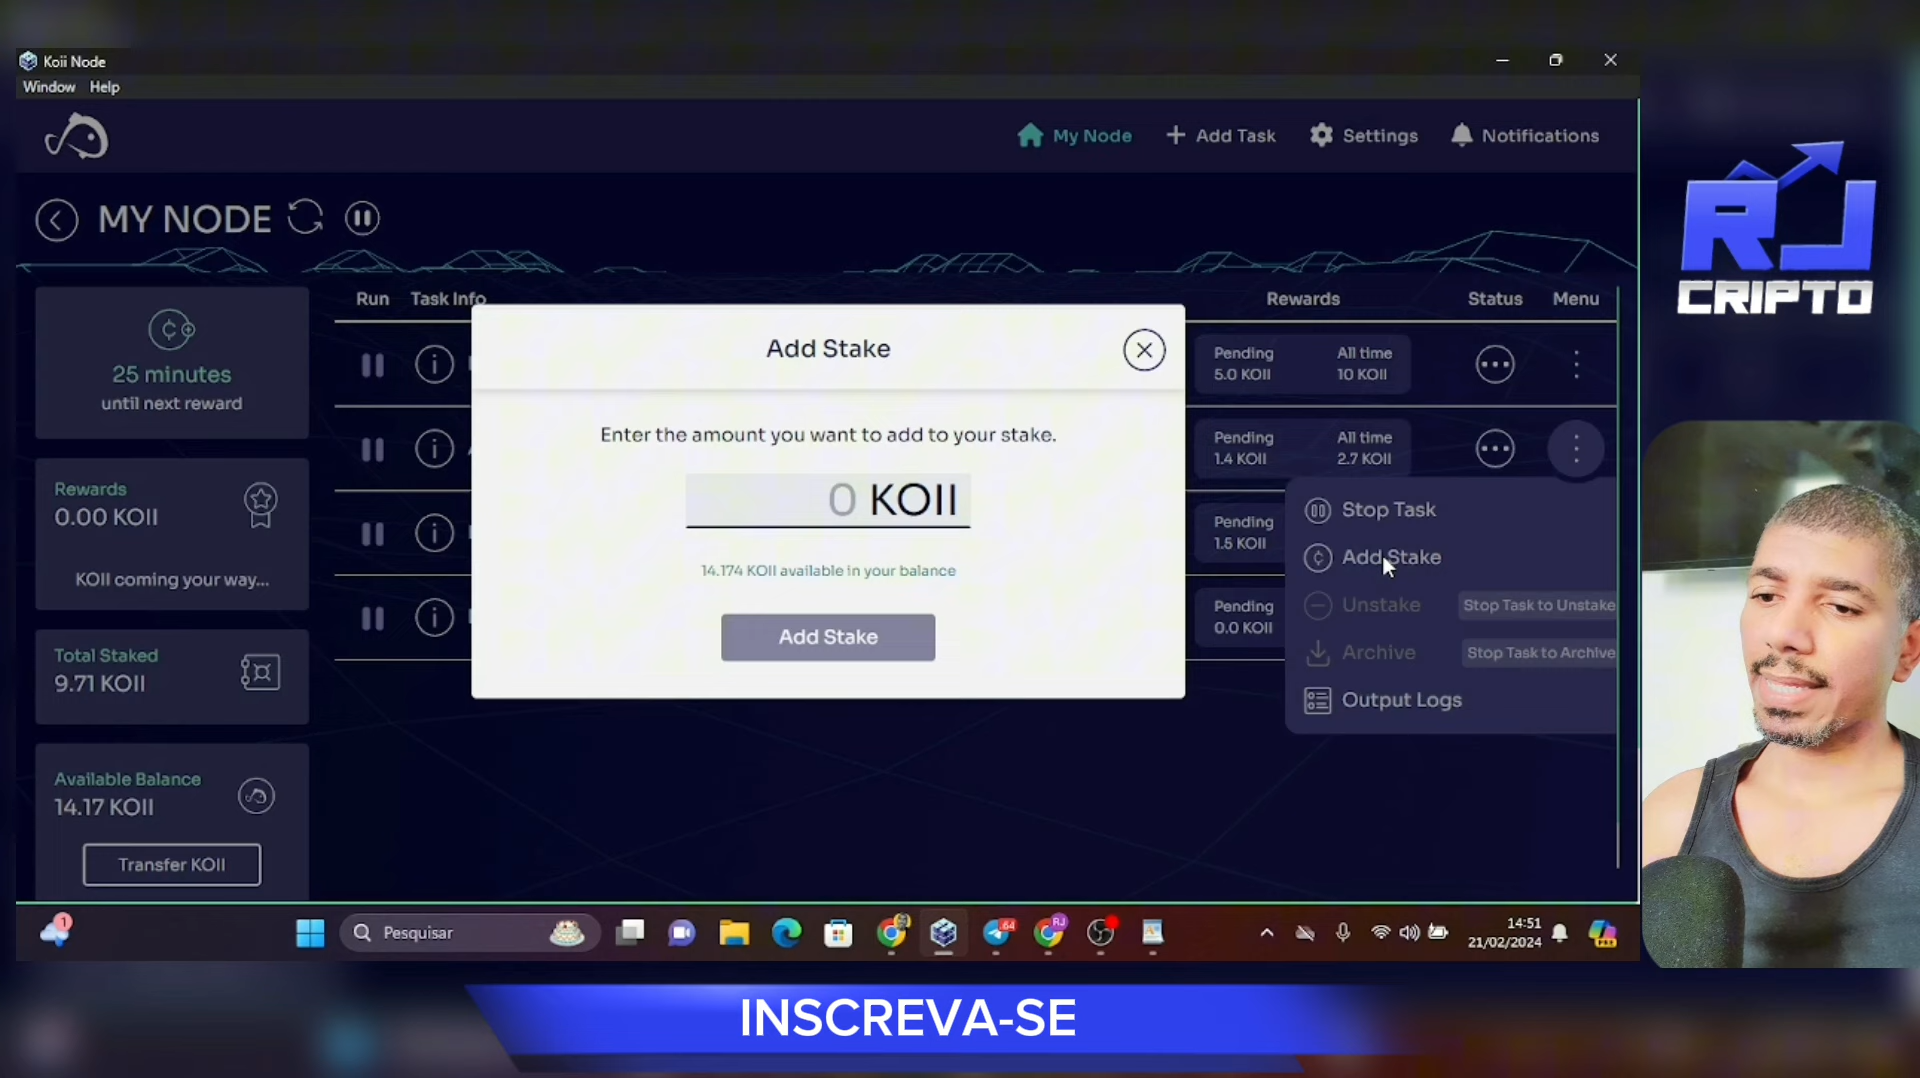 Koii Node
Window Help
My Node
Add Task
Settings
Notifications
MY NODE
25 minutes
until next reward
Rewards
0.00 KOII
KOII coming your way...
Total Staked
9.71 KOII
Available Balance
14.17 KOII
Transfer KOII
Run Task Info Rewards Status Menu
Pending All time
5.0 KOII 10 KOII
Pending All time
1.4 KOII 2.7 KOII
Pending
1.5 KOII
Pending
0.0 KOII
Add Stake
Enter the amount you want to add to your stake.
0 KOII
14.174 KOII available in your balance
Add Stake
Stop Task
Add Stake
Unstake Stop Task to Unstake
Archive Stop Task to Archive
Output Logs
RJ
CRIPTO
1
Pesquisar
RJ
64
14:51
21/02/2024
INSCREVA-SE